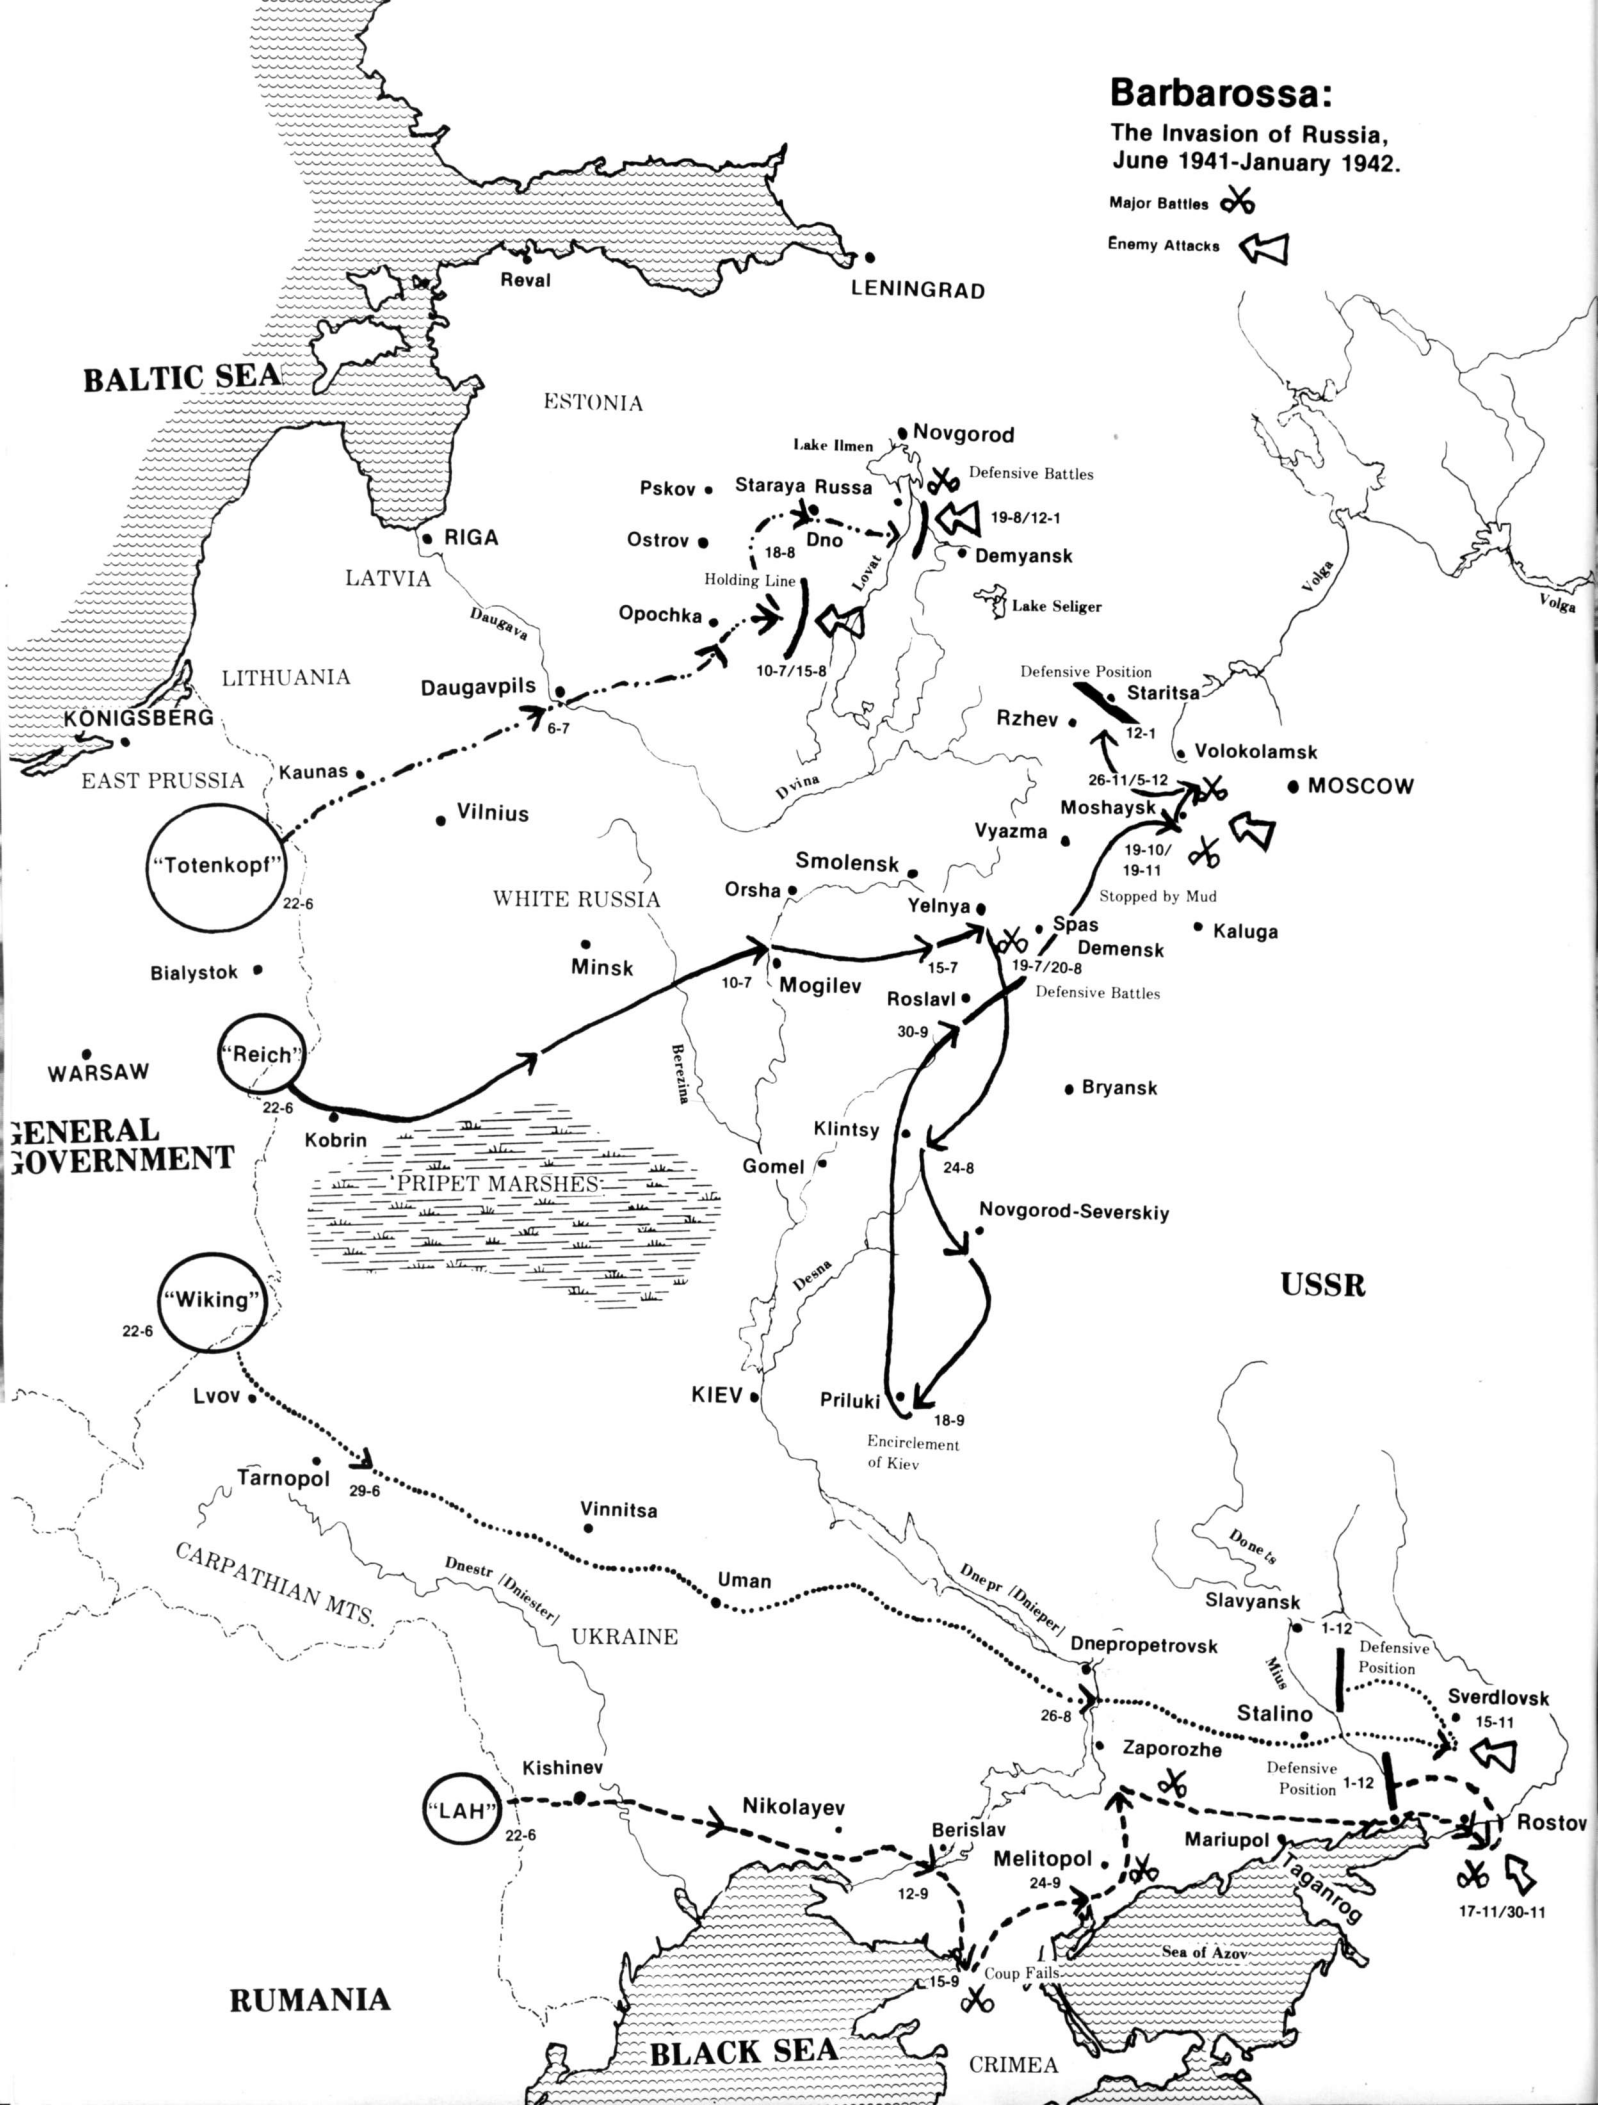 Barbarossa:
The Invasion of Russia,
June 1941-January 1942.
Major Battles
Enemy Attacks
Reval
LENINGRAD
BALTIC SEA
ESTONIA
Novgorod
Lake Ilmen
Defensive Battles
Pskov
Staraya Russa
19-8/12-1
RIGA
Ostrov
Dno
18-8
Demyansk
LATVIA
Holding Line
Lovat
Volga
Volga
Lake Seliger
Daugava
Opochka
10-7/15-8
LITHUANIA
Defensive Position
Daugavpils
Staritsa
KÖNIGSBERG
6-7
Rzhev
12-1
Volokolamsk
EAST PRUSSIA
Kaunas
Dvina
26-11/5-12
MOSCOW
Vilnius
Moshaysk
Vyazma
"Totenkopf"
Smolensk
19-10/
19-11
22-6
WHITE RUSSIA
Orsha
Stopped by Mud
Yelnya
Spas
Demensk
Kaluga
Bialystok
Minsk
10-7
Mogilev
15-7
19-7/20-8
Roslavl
Defensive Battles
30-9
"Reich"
WARSAW
Berezina
Bryansk
22-6
GENERAL
GOVERNMENT
Kobrin
Klintsy
Gomel
24-8
PRIPET MARSHES
Novgorod-Severskiy
Desna
USSR
"Wiking"
22-6
Lvov
KIEV
Priluki
18-9
Encirclement
of Kiev
Tarnopol
29-6
Vinnitsa
CARPATHIAN MTS.
Dnestr /Dniester/
Uman
Dnepr /Dnieper/
Donets
Slavyansk
UKRAINE
Dnepropetrovsk
1-12
Defensive
Position
Mius
Sverdlovsk
15-11
26-8
Stalino
Zaporozhe
Kishinev
Defensive
Position
1-12
"LAH"
22-6
Nikolayev
Berislav
Mariupol
Rostov
Melitopol
24-9
12-9
Taganrog
17-11/30-11
Sea of Azov
15-9
Coup Fails
RUMANIA
BLACK SEA
CRIMEA